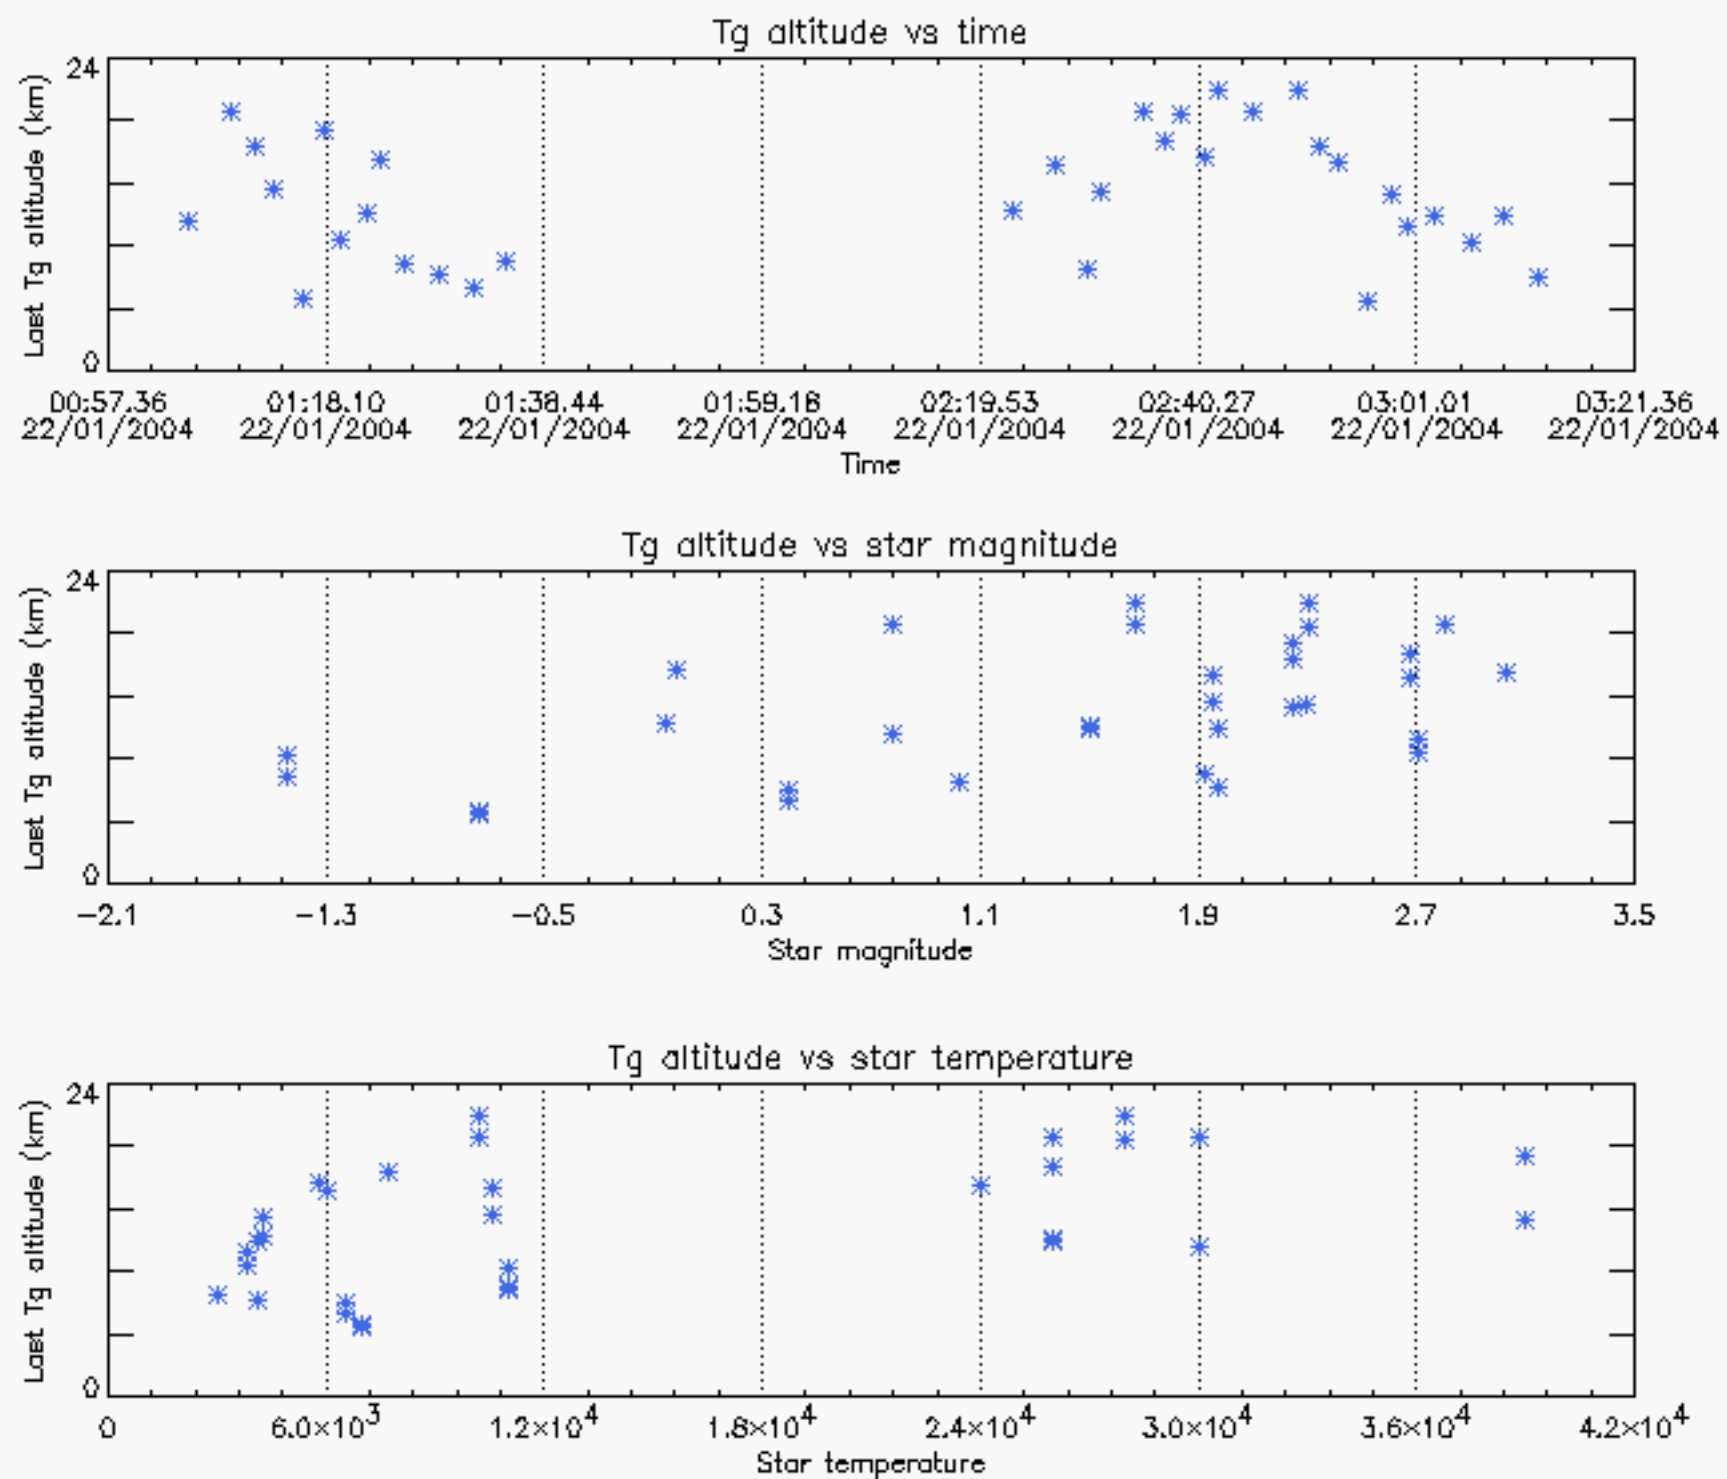 Tg altitude vs time
Last Tg altitude (km)
24
0
00:57.36 01:18.10 01:38.44 01:59.18 02:19.53 02:40.27 03:01.01 03:21.36
22/01/2004 22/01/2004 22/01/2004 22/01/2004 22/01/2004 22/01/2004 22/01/2004 22/01/2004
Time
Tg altitude vs star magnitude
Last Tg altitude (km)
24
0
−2.1 −1.3 −0.5 0.3 1.1 1.9 2.7 3.5
Star magnitude
Tg altitude vs star temperature
Last Tg altitude (km)
24
0
0 6.0×10³ 1.2×10⁴ 1.8×10⁴ 2.4×10⁴ 3.0×10⁴ 3.6×10⁴ 4.2×10⁴
Star temperature